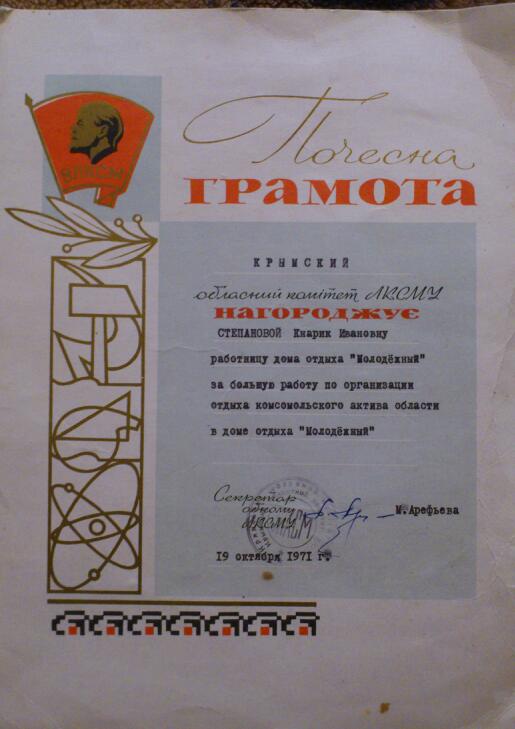 ВЛКСМ
Почесна
ГРАМОТА
КРЫМСКИЙ
обласний комітет ЛКСМУ
НАГОРОДЖУЄ
СТЕПАНОВОЙ Кнарик Ивановну
работницу дома отдыха "Молодёжный"
за большую работу по организации
отдыха комсомольского актива области
в доме отдыха "Молодёжный"
Секретар
обкому
ЛКСМУ
М.Арефьева
19 октября 1971 г.